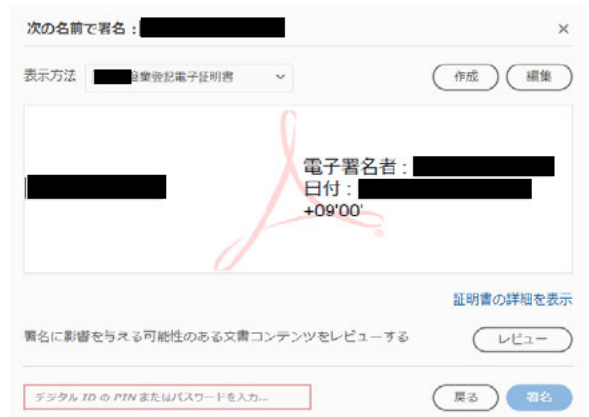 次の名前で署名：
×
表示方法
商業登記電子証明書
作成
編集
電子署名者：
日付：
+09'00'
証明書の詳細を表示
署名に影響を与える可能性のある文書コンテンツをレビューする
レビュー
デジタル ID の PIN またはパスワードを入力...
戻る
署名